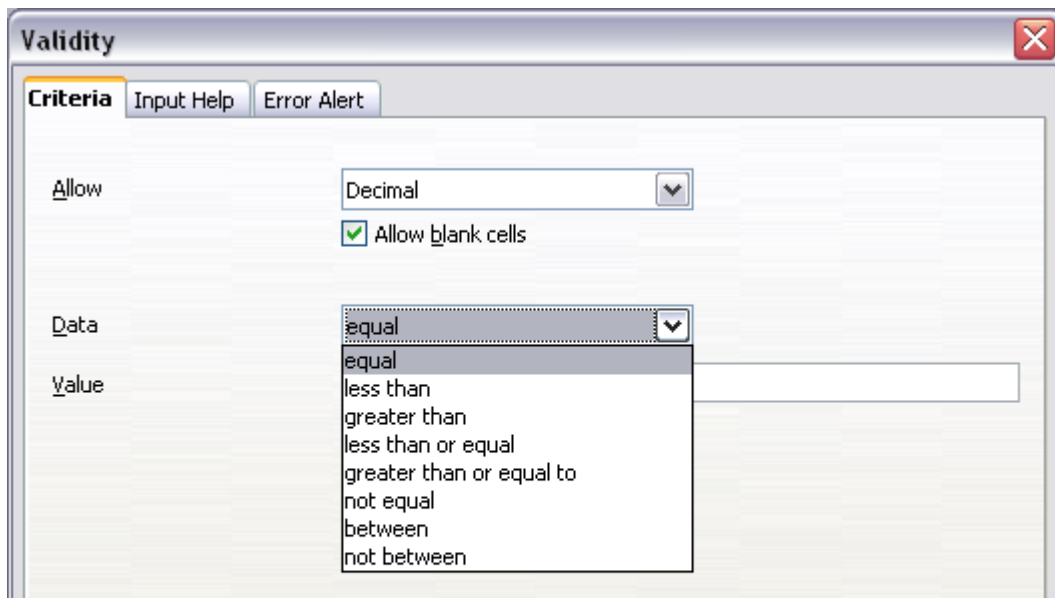 Validity
Criteria Input Help Error Alert
Allow Decimal
Allow blank cells
Data equal
equal
Value
less than
greater than
less than or equal
greater than or equal to
not equal
between
not between